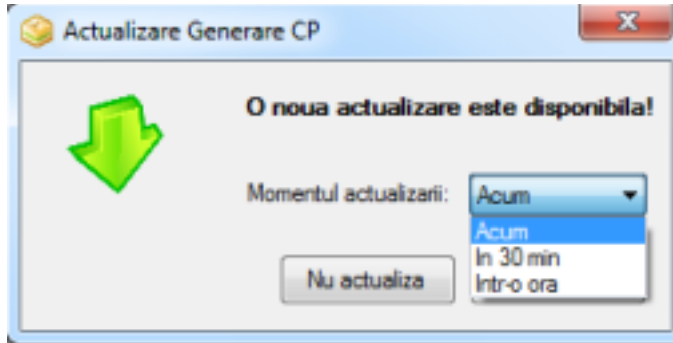 Actualizare Generare CP
O noua actualizare este disponibila!
Momentul actualizarii: Acum
Acum
In 30 min
Intr-o ora
Nu actualiza